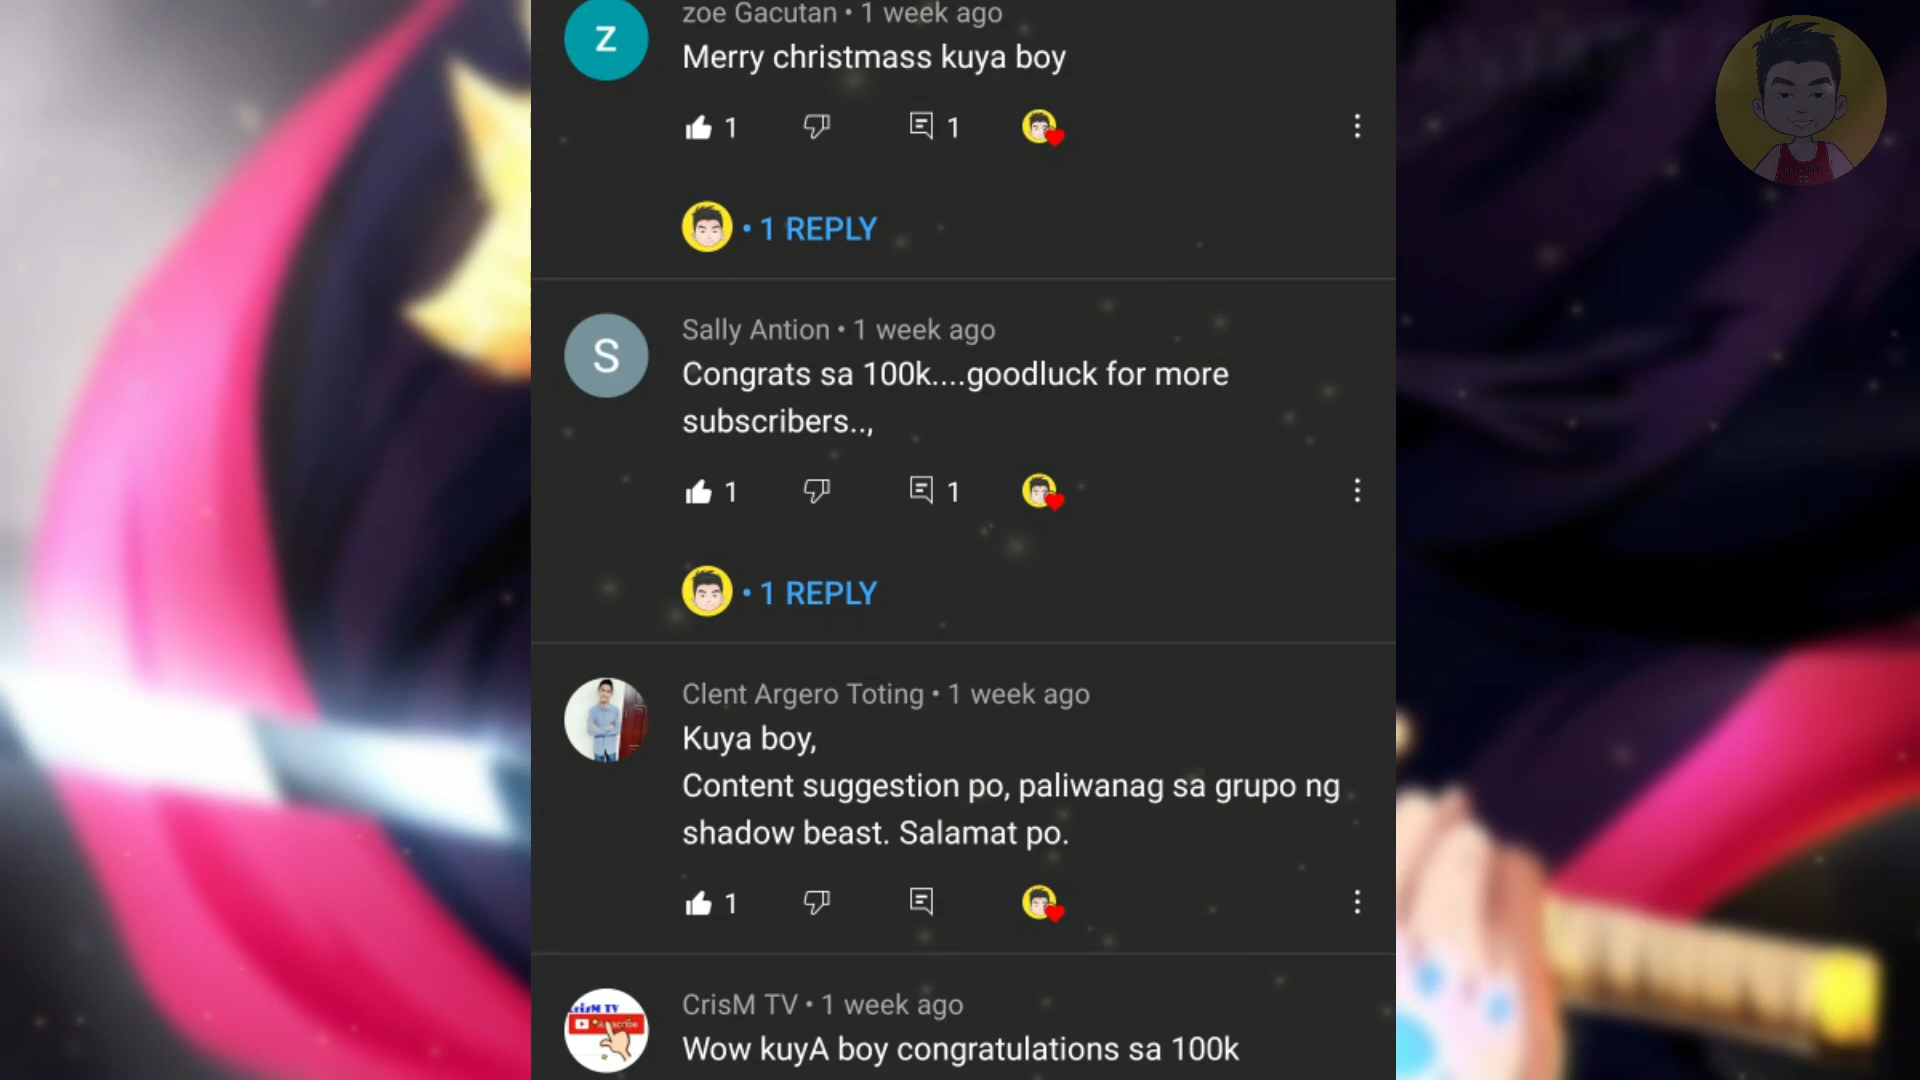 zoe Gacutan • 1 week ago
Merry christmass kuya boy
1
1
• 1 REPLY
S
Sally Antion • 1 week ago
Congrats sa 100k....goodluck for more
subscribers..,
1
1
• 1 REPLY
Clent Argero Toting • 1 week ago
Kuya boy,
Content suggestion po, paliwanag sa grupo ng
shadow beast. Salamat po.
1
CrisM TV • 1 week ago
Wow kuyA boy congratulations sa 100k